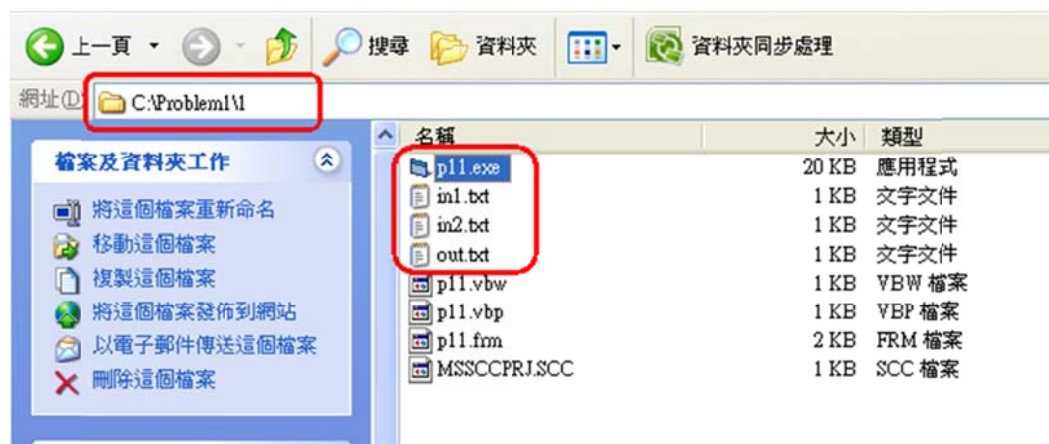 上一頁 搜尋 資料夾 資料夾同步處理
網址(D) C:\Problem1\1
檔案及資料夾工作
將這個檔案重新命名
移動這個檔案
複製這個檔案
將這個檔案發佈到網站
以電子郵件傳送這個檔案
刪除這個檔案
名稱 大小 類型
p11.exe 20 KB 應用程式
in1.txt 1 KB 文字文件
in2.txt 1 KB 文字文件
out.txt 1 KB 文字文件
p11.vbw 1 KB VBW 檔案
p11.vbp 1 KB VBP 檔案
p11.frm 2 KB FRM 檔案
MSSCCPRJ.SCC 1 KB SCC 檔案